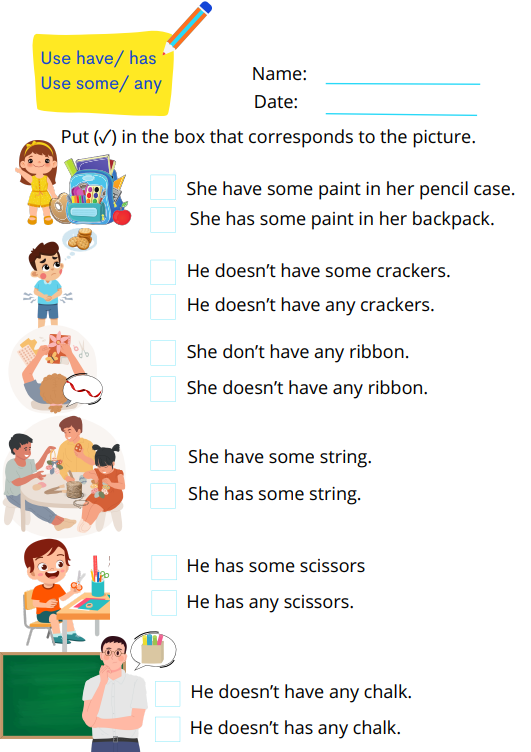 Use have/ has
Use some/ any
Name:
Date:
Put (✓) in the box that corresponds to the picture.
She have some paint in her pencil case.
She has some paint in her backpack.
He doesn’t have some crackers.
He doesn’t have any crackers.
She don’t have any ribbon.
She doesn’t have any ribbon.
She have some string.
She has some string.
He has some scissors
He has any scissors.
He doesn’t have any chalk.
He doesn’t has any chalk.